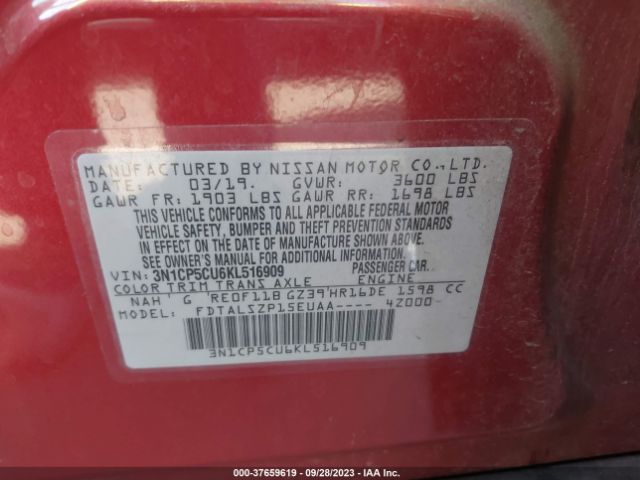 MANUFACTURED BY NISSAN MOTOR CO., LTD.
DATE: 03/19. GVWR: 3600 LBS
GAWR FR: 1903 LBS GAWR RR: 1698 LBS
THIS VEHICLE CONFORMS TO ALL APPLICABLE FEDERAL MOTOR
VEHICLE SAFETY, BUMPER AND THEFT PREVENTION STANDARDS
IN EFFECT ON THE DATE OF MANUFACTURE SHOWN ABOVE.
SEE OWNERS MANUAL FOR ADDITIONAL INFORMATION.
VIN: 3N1CP5CU6KL516909 PASSENGER CAR
COLOR TRIM TRANS AXLE ENGINE
NAH G RE0F11B GZ39 HR16DE 1598 CC
MODEL: FDTALSZP15EUAA---- 42000-
3N1CP5CU6KL516909
000-37659619 - 09/28/2023 - IAA Inc.